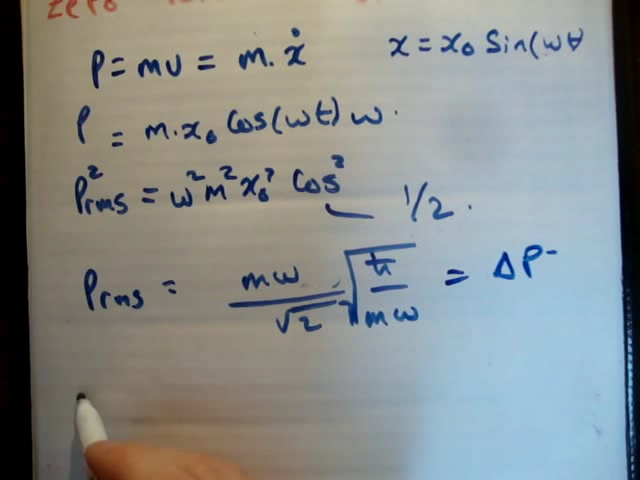 zero
P = mv = m.ẋ x = x₀ Sin(ωt)
P = m.x₀ Cos(ωt) ω.
P²rms = ω²m²x₀² Cos²
1/2.
Prms = mω/√2 √(ħ/mω) = ΔP